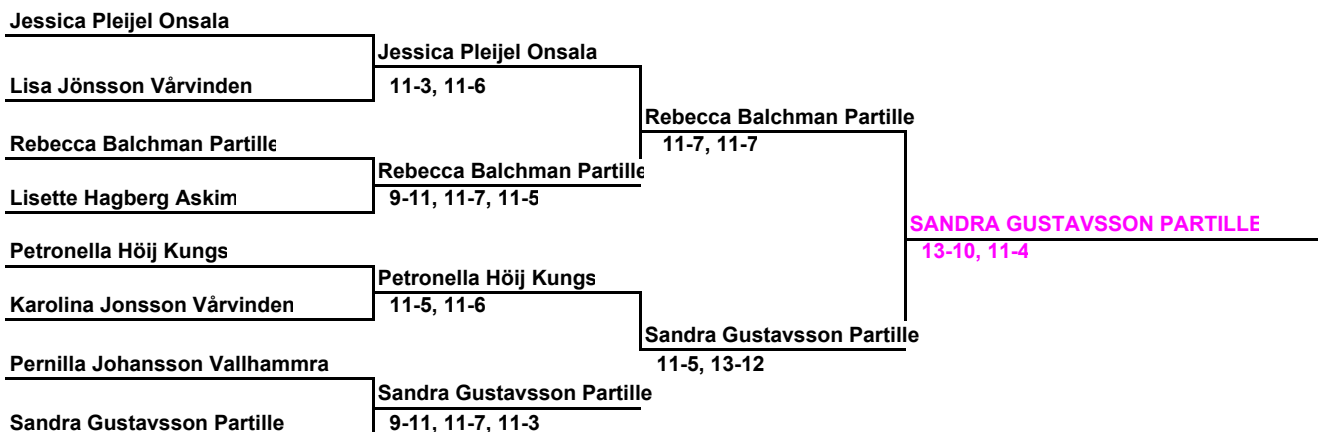 Jessica Pleijel Onsala
Jessica Pleijel Onsala
Lisa Jönsson Vårvinden
11-3, 11-6
Rebecca Balchman Partille
Rebecca Balchman Partille
11-7, 11-7
Rebecca Balchman Partille
Lisette Hagberg Askim
9-11, 11-7, 11-5
SANDRA GUSTAVSSON PARTILLE
Petronella Höij Kungs
13-10, 11-4
Petronella Höij Kungs
Karolina Jonsson Vårvinden
11-5, 11-6
Sandra Gustavsson Partille
Pernilla Johansson Vallhammra
11-5, 13-12
Sandra Gustavsson Partille
Sandra Gustavsson Partille
9-11, 11-7, 11-3